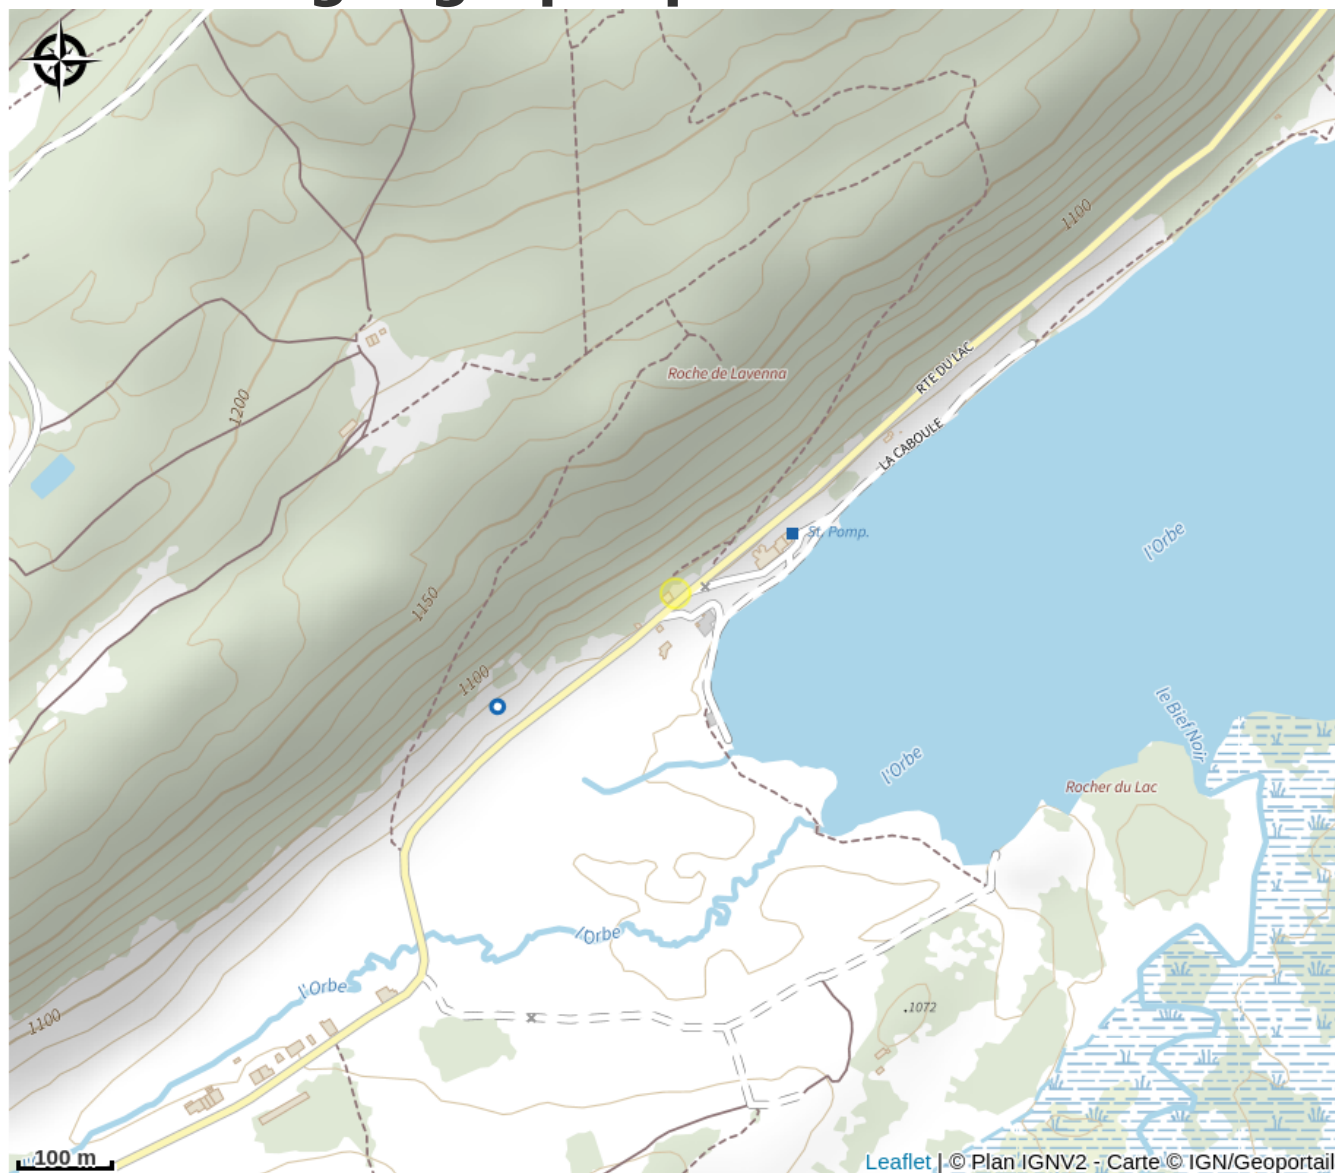 1100
RTE DU LAC
Roche de Lavenna
1200
LA CABOULE
St. Pomp.
l'Orbe
1150
1100
le Bief Noir
l'Orbe
Rocher du Lac
l'Orbe
l'Orbe
.1072
1100
100 m
Leaflet | © Plan IGNV2 - Carte © IGN/Geoportail